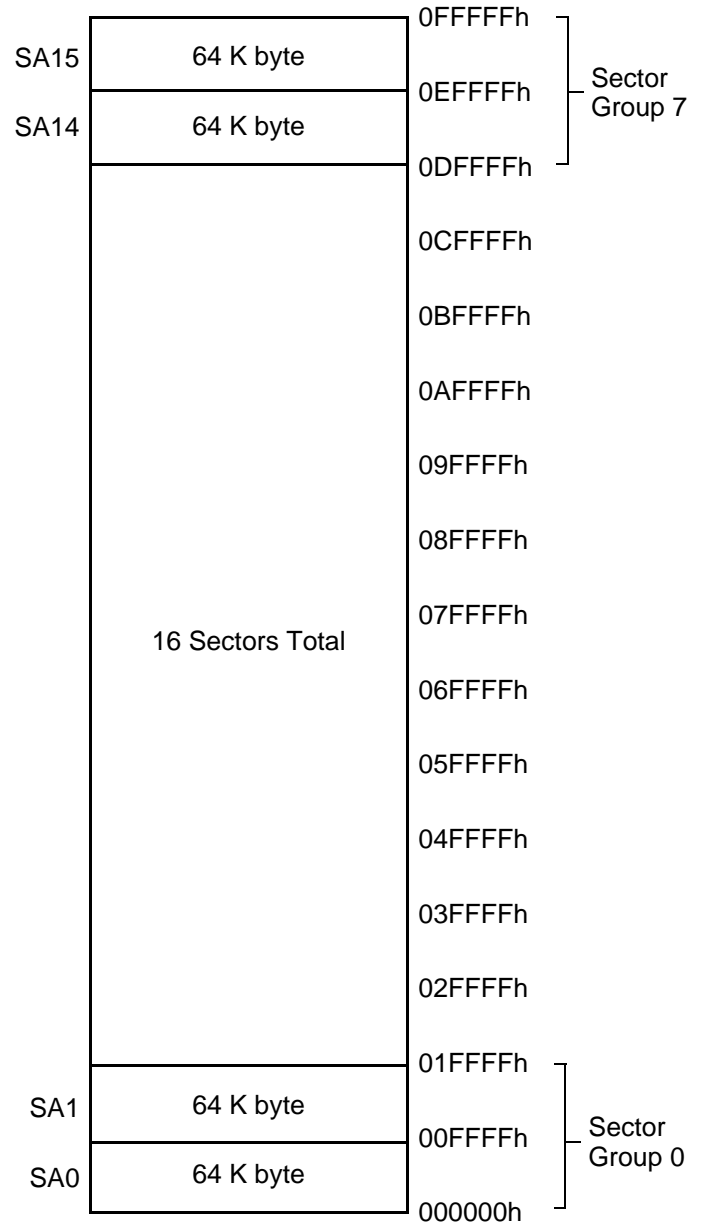 0FFFFFh
SA15 64 K byte
0EFFFFh
Sector
Group 7
SA14 64 K byte
0DFFFFh
0CFFFFh
0BFFFFh
0AFFFFh
09FFFFh
08FFFFh
07FFFFh
16 Sectors Total
06FFFFh
05FFFFh
04FFFFh
03FFFFh
02FFFFh
01FFFFh
SA1 64 K byte
00FFFFh
Sector
Group 0
SA0 64 K byte
000000h